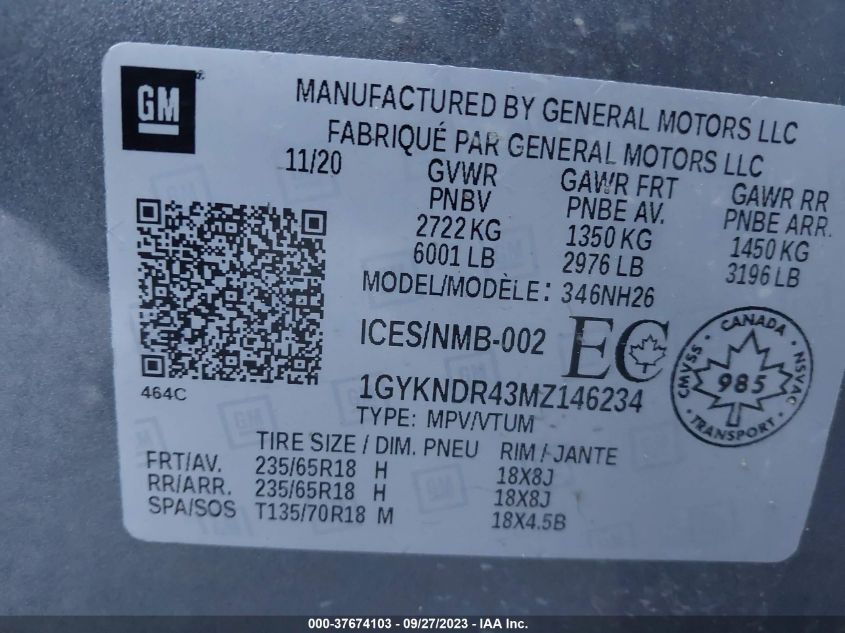 GM
MANUFACTURED BY GENERAL MOTORS LLC
FABRIQUÉ PAR GENERAL MOTORS LLC
11/20 GVWR GAWR FRT GAWR RR
PNBV PNBE AV. PNBE ARR.
2722 KG 1350 KG 1450 KG
6001 LB 2976 LB 3196 LB
MODEL/MODÈLE: 346NH26
ICES/NMB-002 EC
CANADA
CMVSS 985 NSVAC
TRANSPORT
464C
1GYKNDR43MZ146234
TYPE: MPV/VTUM
TIRE SIZE / DIM. PNEU RIM / JANTE
FRT/AV. 235/65R18 H 18X8J
RR/ARR. 235/65R18 H 18X8J
SPA/SOS T135/70R18 M 18X4.5B
000-37674103 - 09/27/2023 - IAA Inc.